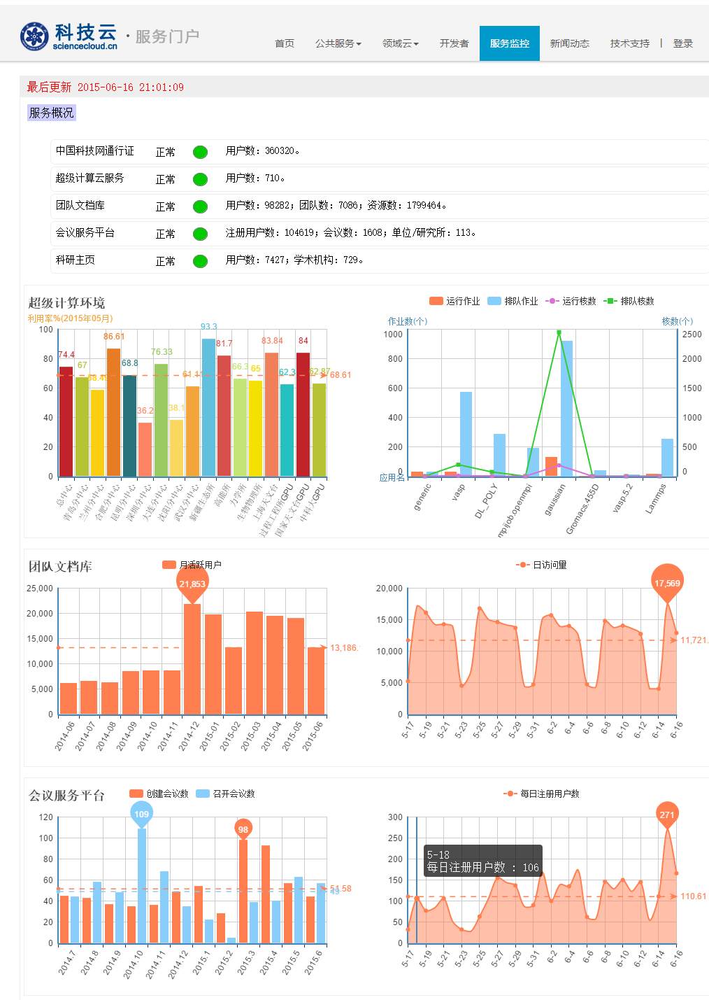 科技云
sciencecloud.cn
· 服务门户
首页 公共服务 领域云 开发者 服务监控 新闻动态 技术支持 | 登录
最后更新 2015-06-16 21:01:09
服务概况
中国科技网通行证 正常 用户数: 360320。
超级计算云服务 正常 用户数: 710。
团队文档库 正常 用户数: 98282; 团队数: 7086; 资源数: 1799464。
会议服务平台 正常 注册用户数: 104619; 会议数: 1608; 单位/研究所: 113。
科研主页 正常 用户数: 7427; 学术机构: 729。
超级计算环境
利用率%(2015年05月)
100
80
60
40
20
0
74.4 67 58.49 86.61 68.8 36.2 76.33 38.1 61.11 93.3 81.7 66.3 65 83.84 62.3 84 62.87
68.61
总中心 青岛分中心 兰州分中心 合肥分中心 昆明分中心 深圳分中心 大连分中心 沈阳分中心 武汉分中心 新疆生态所 高能所 力学所 生物物理所 上海天文台 过程工程所GPU 国家天文台GPU 中科大GPU
运行作业 排队作业 运行核数 排队核数
作业数(个) 核数(个)
1000 2500
800 2000
600 1500
400 1000
200 500
0 0
应用名
generic vasp DL_POLY mpijob.openmpi gaussian Gromacs.455D vasp.5.2 Lammps
团队文档库
月活跃用户
25,000
20,000
15,000
10,000
5,000
0
21,853
13,186.
2014-06 2014-07 2014-08 2014-09 2014-10 2014-11 2014-12 2015-01 2015-02 2015-03 2015-04 2015-05 2015-06
日访问量
20,000
15,000
10,000
5,000
0
17,569
11,721.
5-17 5-19 5-21 5-23 5-25 5-27 5-29 5-31 6-2 6-4 6-6 6-8 6-10 6-12 6-14 6-16
会议服务平台
创建会议数 召开会议数
120
100
80
60
40
20
0
109
98
51.58
49
2014.7 2014.8 2014.9 2014.10 2014.11 2014.12 2015.1 2015.2 2015.3 2015.4 2015.5 2015.6
每日注册用户数
300
250
200
150
100
50
0
271
5-18
每日注册用户数 : 106
110.61
5-17 5-19 5-21 5-23 5-25 5-27 5-29 5-31 6-2 6-4 6-6 6-8 6-10 6-12 6-14 6-16